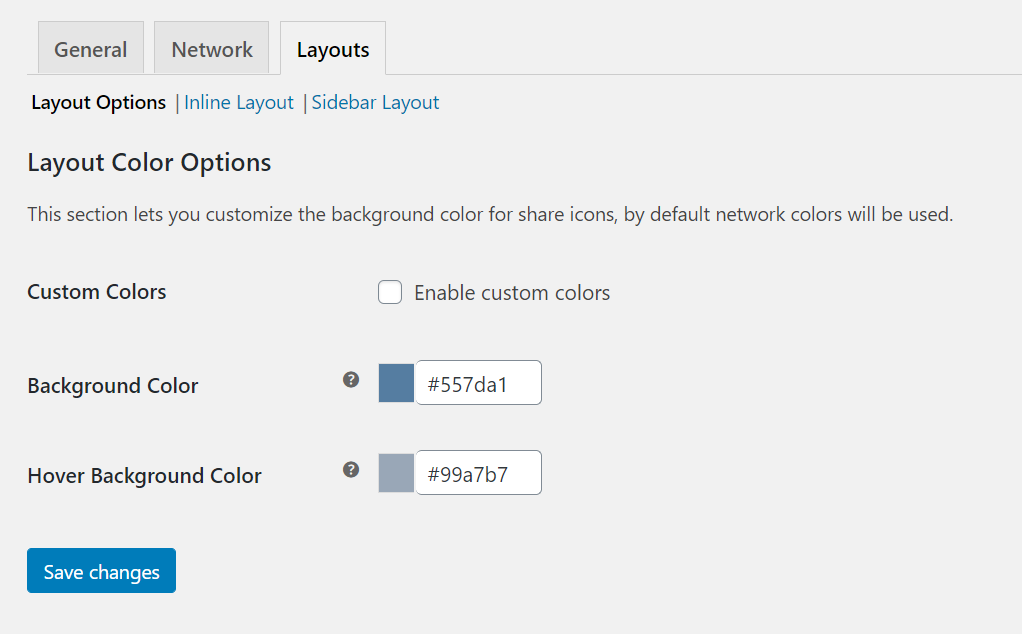 General Network Layouts
Layout Options | Inline Layout | Sidebar Layout
Layout Color Options
This section lets you customize the background color for share icons, by default network colors will be used.
Custom Colors Enable custom colors
Background Color ? #557da1
Hover Background Color ? #99a7b7
Save changes